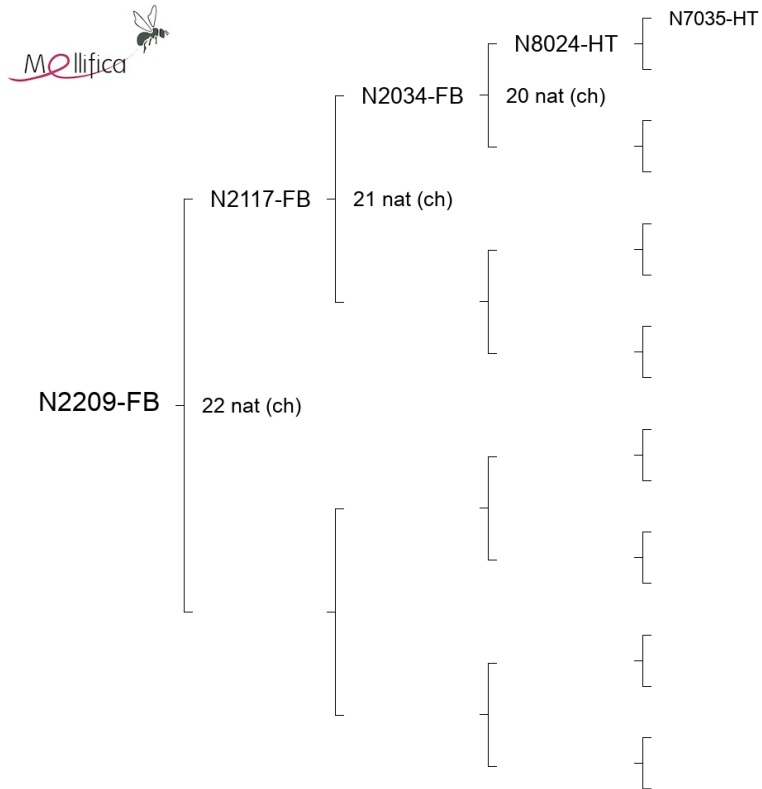 Mellifica
N7035-HT
N8024-HT
N2034-FB
20 nat (ch)
N2117-FB
21 nat (ch)
N2209-FB
22 nat (ch)